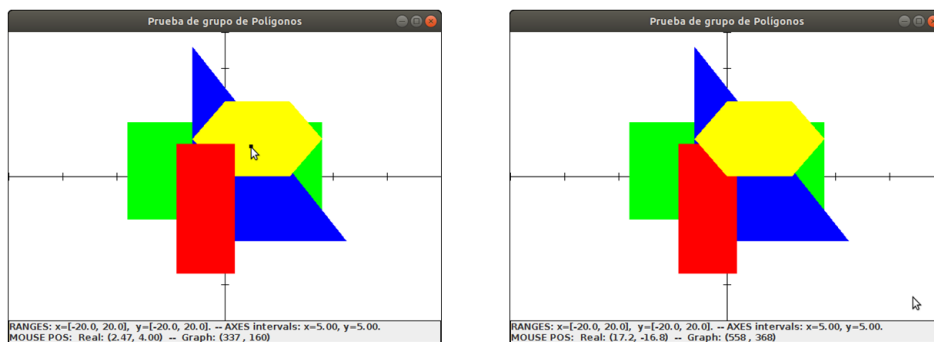 Prueba de grupo de Poligonos
RANGES: x=[-20.0, 20.0],  y=[-20.0, 20.0]. -- AXES intervals: x=5.00, y=5.00.
MOUSE POS:  Real: (2.47, 4.00)  --  Graph: (337 , 160)
Prueba de grupo de Poligonos
RANGES: x=[-20.0, 20.0],  y=[-20.0, 20.0]. -- AXES intervals: x=5.00, y=5.00.
MOUSE POS:  Real: (17.2, -16.8)  --  Graph: (558 , 368)